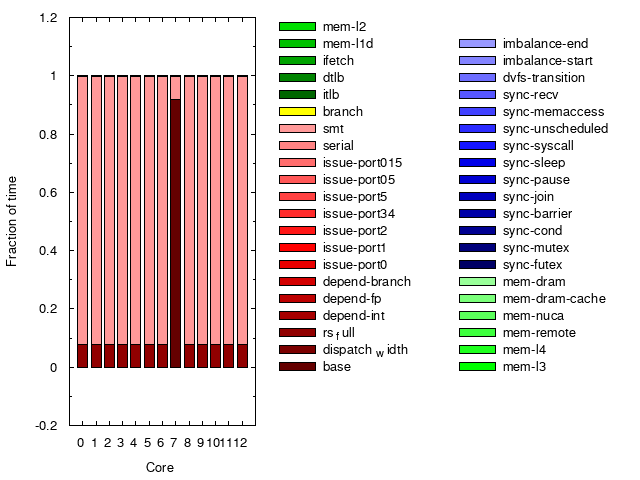 1.2
1
0.8
0.6
0.4
0.2
0
-0.2
Fraction of time
0 1 2 3 4 5 6 7 8 9 10 11 12
Core
mem-l2
mem-l1d
ifetch
dtlb
itlb
branch
smt
serial
issue-port015
issue-port05
issue-port5
issue-port34
issue-port2
issue-port1
issue-port0
depend-branch
depend-fp
depend-int
rs f ull
dispatch w idth
base
imbalance-end
imbalance-start
dvfs-transition
sync-recv
sync-memaccess
sync-unscheduled
sync-syscall
sync-sleep
sync-pause
sync-join
sync-barrier
sync-cond
sync-mutex
sync-futex
mem-dram
mem-dram-cache
mem-nuca
mem-remote
mem-l4
mem-l3